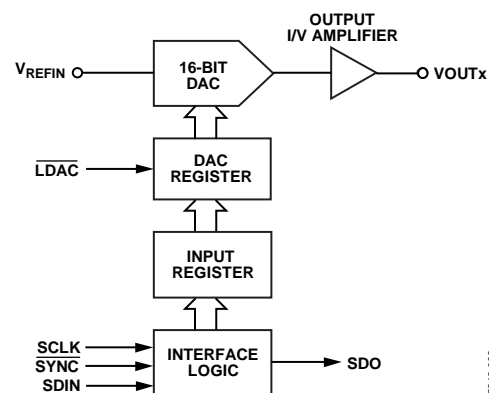 OUTPUT
I/V AMPLIFIER
VREFIN
16-BIT
DAC
VOUTx
LDAC
DAC
REGISTER
INPUT
REGISTER
SCLK
SYNC
SDIN
INTERFACE
LOGIC
SDO